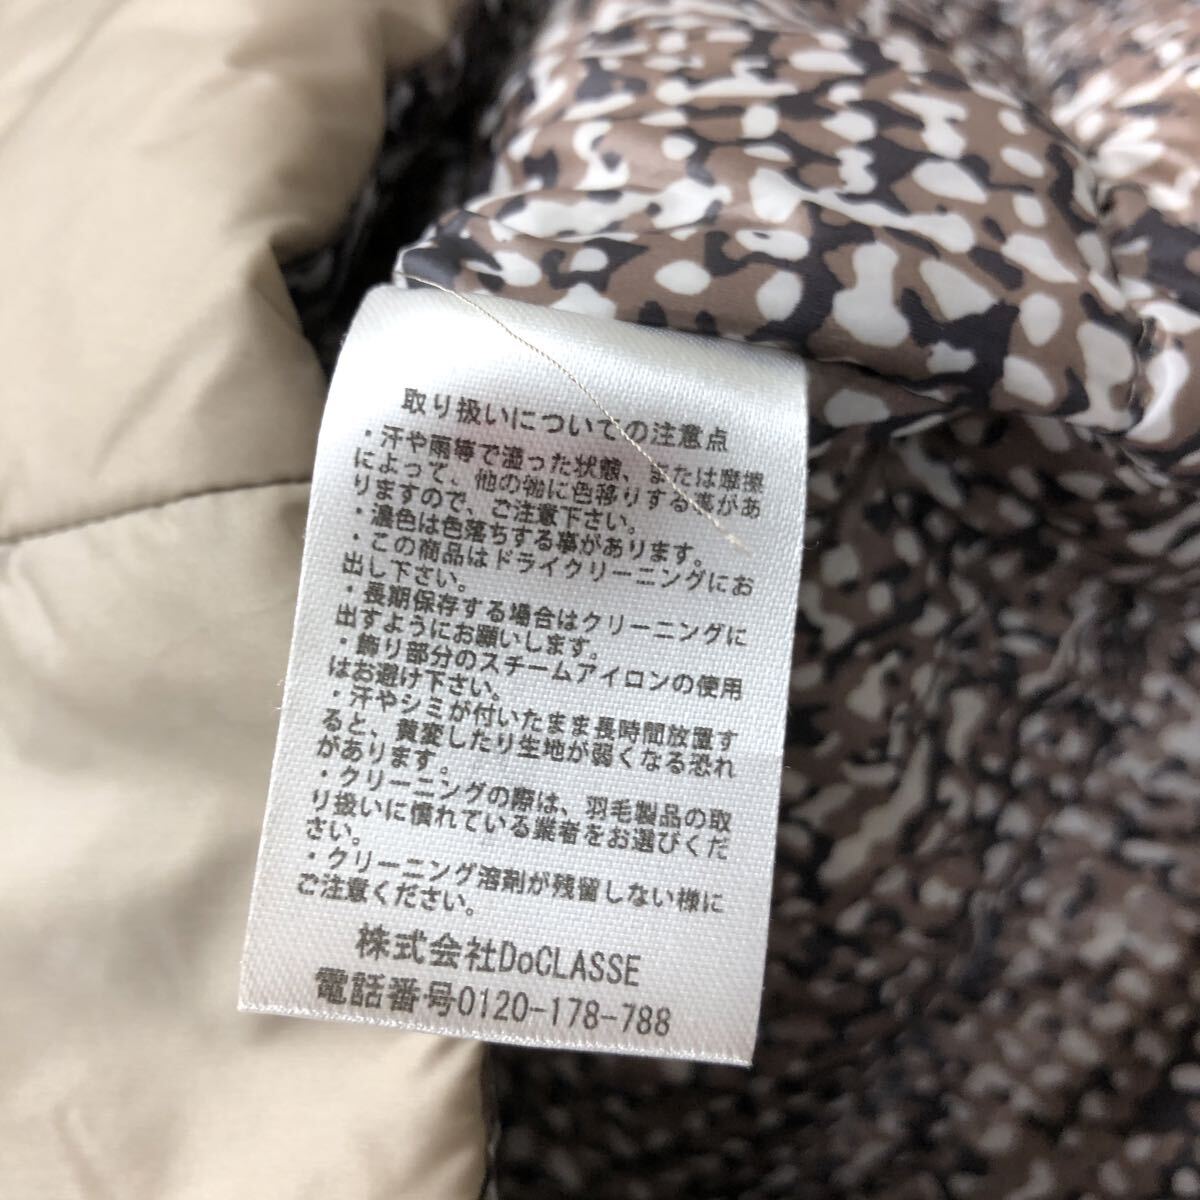 取り扱いについての注意点
・汗や雨等で湿った状態、または摩擦
によって、他の物に色移りする事があ
りますので、ご注意下さい。
・濃色は色落ちする事があります。
・この商品はドライクリーニングにお
出し下さい。
・長期保存する場合はクリーニングに
出すようにお願いします。
・飾り部分のスチームアイロンの使用
はお避け下さい。
・汗やシミが付いたまま長時間放置す
ると、黄変したり生地が弱くなる恐れ
があります。
・クリーニングの際は、羽毛製品の取
り扱いに慣れている業者をお選びくだ
さい。
・クリーニング溶剤が残留しない様に
ご注意ください。
株式会社DoCLASSE
電話番号0120-178-788